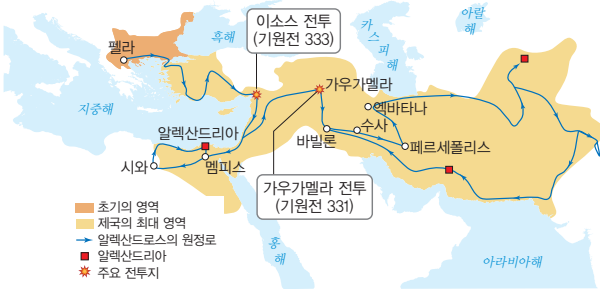 이소스 전투
(기원전 333)
카
스
피
해
아랄
해
흑해
펠라
가우가멜라
엑바타나
지중해
알렉산드리아
수사
바빌론
페르세폴리스
시와
멤피스
가우가멜라 전투
(기원전 331)
초기의 영역
제국의 최대 영역
알렉산드로스의 원정로
알렉산드리아
주요 전투지
홍
해
아라비아해